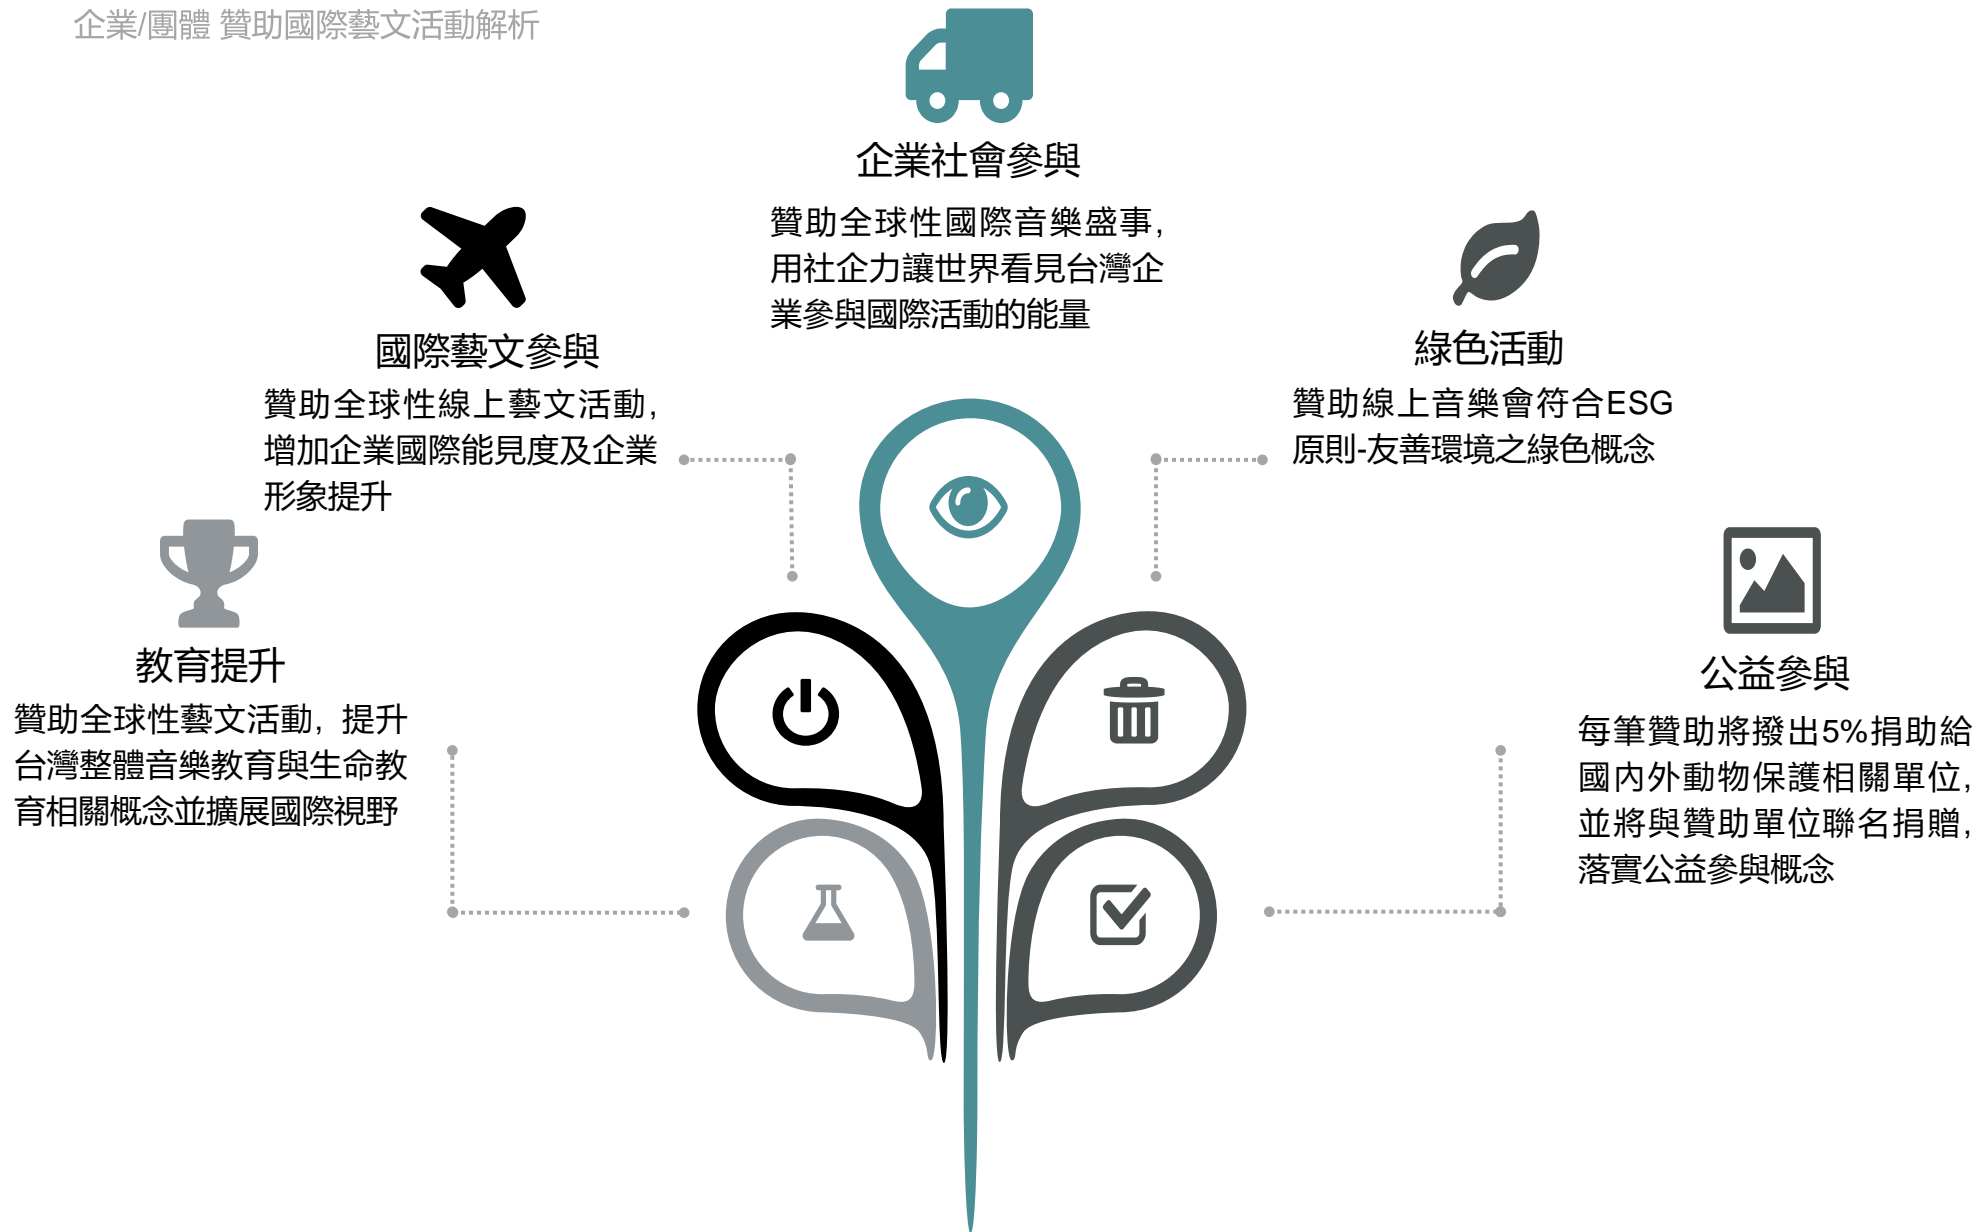 企業/團體 贊助國際藝文活動解析
企業社會參與
贊助全球性國際音樂盛事,
用社企力讓世界看見台灣企
業參與國際活動的能量
國際藝文參與
贊助全球性線上藝文活動,
增加企業國際能見度及企業
形象提升
綠色活動
贊助線上音樂會符合ESG
原則-友善環境之綠色概念
教育提升
贊助全球性藝文活動, 提升
台灣整體音樂教育與生命教
育相關概念並擴展國際視野
公益參與
每筆贊助將撥出5%捐助給
國內外動物保護相關單位,
並將與贊助單位聯名捐贈,
落實公益參與概念